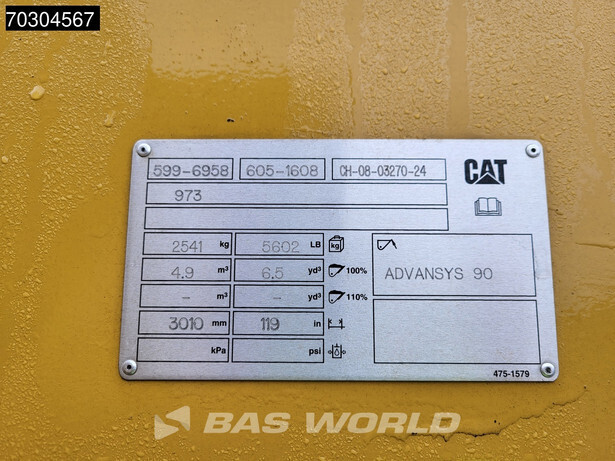 70304567
599-6958 605-1608 CH-08-03270-24 CAT
973
2541 kg 5602 LB kg
4.9 m³ 6.5 yd³ 100% ADVANSYS 90
- m³ - yd³ 110%
3010 mm 119 in
kPa psi
475-1579
BAS WORLD